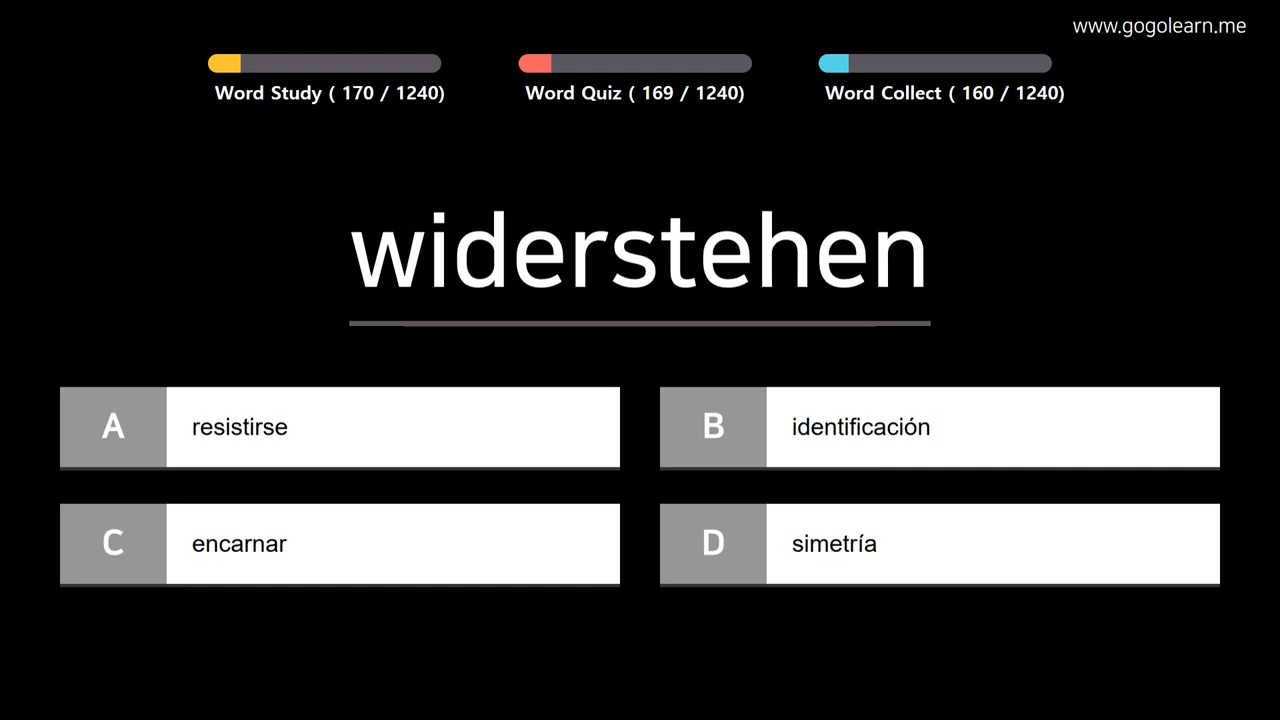 www.gogolearn.me
Word Study ( 170 / 1240)
Word Quiz ( 169 / 1240)
Word Collect ( 160 / 1240)
widerstehen
A resistirse
B identificación
C encarnar
D simetría